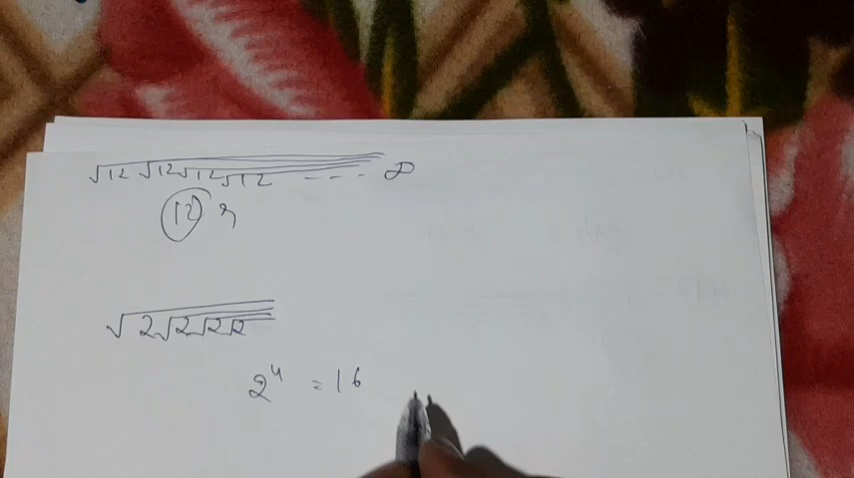 √12√12√12√12 ---- ∞
12
√2√2√2√2
2⁴ = 16